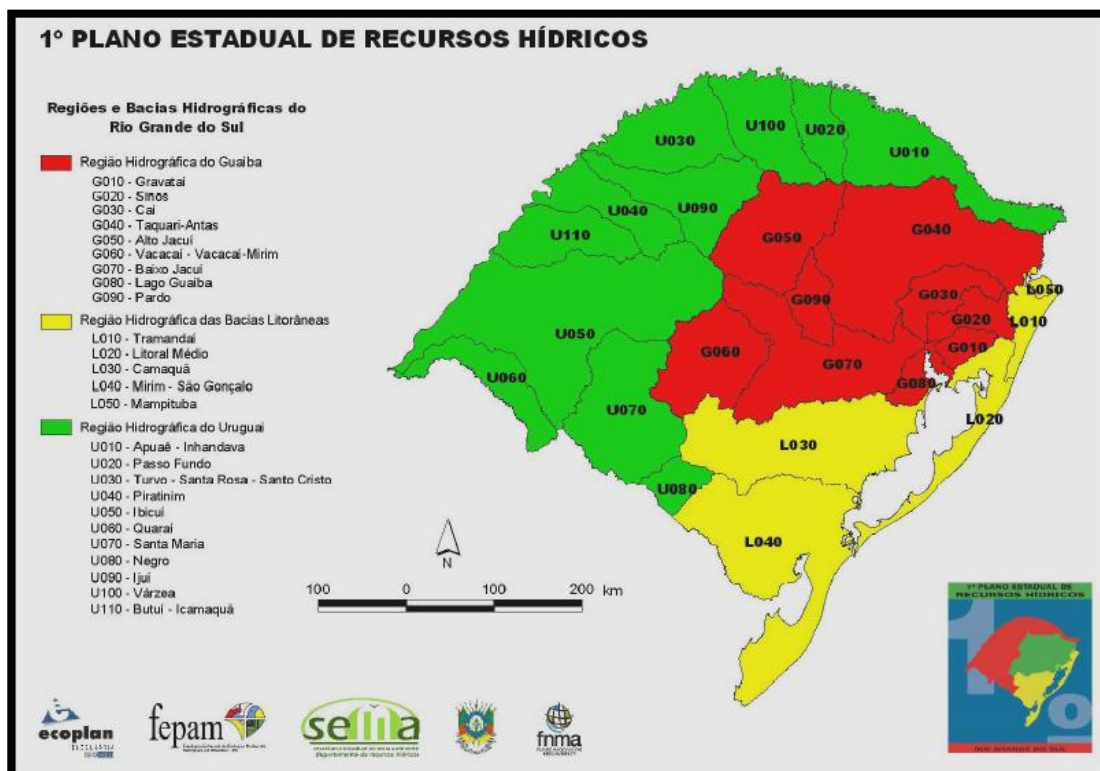 1º PLANO ESTADUAL DE RECURSOS HÍDRICOS
Regiões e Bacias Hidrográficas do
Rio Grande do Sul
Região Hidrográfica do Guaíba
G010 - Gravataí
G020 - Sinos
G030 - Caí
G040 - Taquari-Antas
G050 - Alto Jacuí
G060 - Vacacaí - Vacacaí-Mirim
G070 - Baixo Jacuí
G080 - Lago Guaíba
G090 - Pardo
Região Hidrográfica das Bacias Litorâneas
L010 - Tramandaí
L020 - Litoral Médio
L030 - Camaquã
L040 - Mirim - São Gonçalo
L050 - Mampituba
Região Hidrográfica do Uruguai
U010 - Apuaê - Inhandava
U020 - Passo Fundo
U030 - Turvo - Santa Rosa - Santo Cristo
U040 - Piratinim
U050 - Ibicuí
U060 - Quaraí
U070 - Santa Maria
U080 - Negro
U090 - Ijuí
U100 - Várzea
U110 - Butuí - Icamaquã
U030
U100
U020
U010
U040
U090
U110
G050
G040
G030
L050
G090
G020
L010
U050
G010
G060
G070
U060
G080
U070
L020
L030
U080
L040
N
100 0 100 200 km
1º PLANO ESTADUAL DE
RECURSOS HÍDRICOS
1º
RIO GRANDE DO SUL
ecoplan
fepam
sema
departamento de recursos hídricos
fnma